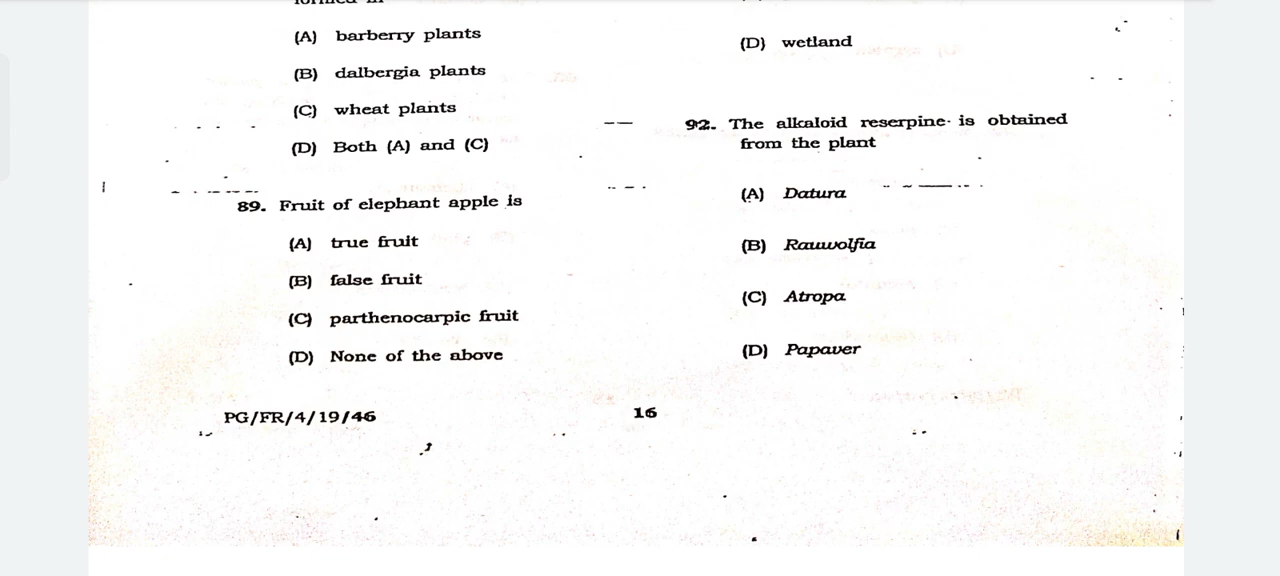 (A) barberry plants
(B) dalbergia plants
(C) wheat plants
(D) Both (A) and (C)
89. Fruit of elephant apple is
(A) true fruit
(B) false fruit
(C) parthenocarpic fruit
(D) None of the above
(D) wetland
92. The alkaloid reserpine is obtained
from the plant
(A) Datura
(B) Rauwolfia
(C) Atropa
(D) Papaver
PG/FR/4/19/46
16